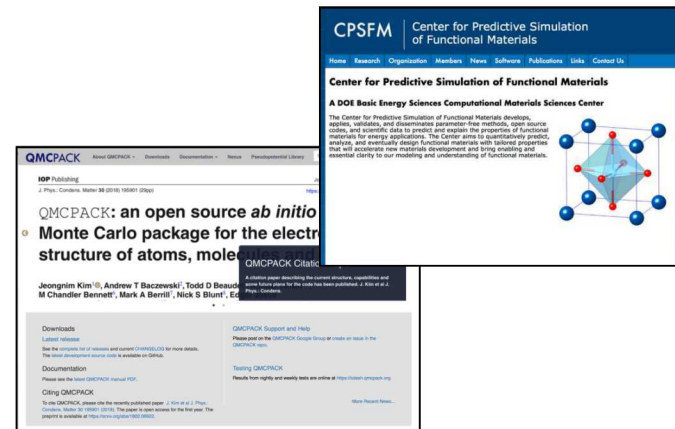 CPSFM
Center for Predictive Simulation
of Functional Materials
Home Research Organization Members News Software Publications Links Contact Us
Center for Predictive Simulation of Functional Materials
A DOE Basic Energy Sciences Computational Materials Sciences Center
The Center for Predictive Simulation of Functional Materials develops,
applies, validates, and disseminates parameter-free methods, open source
codes, and scientific data to predict and explain the properties of functional
materials for energy applications. The Center aims to quantitatively predict,
analyze, and eventually design functional materials with tailored properties
that will accelerate new materials development and bring enabling and
essential clarity to our modeling and understanding of functional materials.
QMCPACK
About QMCPACK Downloads Documentation Nexus Pseudopotential Library
IOP Publishing
J. Phys.: Condens. Matter 30 (2018) 195901 (29pp)
QMCPACK: an open source ab initio
Monte Carlo package for the
structure of atoms,
QMCPACK
A citation paper describing the current structure, capabilities and
some future plans for the code has been published. J. Kim et al J.
Phys.: Condens.
Jeongnim Kim, Andrew T Baczewski, Todd D
M Chandler Bennett, Mark A Berrill, Nick S Blunt,
Downloads
Latest release
See the complete list of releases and current CHANGELOG for more details.
The latest development source code is available on GitHub.
Documentation
Please see the latest QMCPACK manual PDF.
Citing QMCPACK
To cite QMCPACK, please cite the recently published paper J. Kim et al J. Phys.:
Condens. Matter 30 195901 (2018). The paper is open access for the first year. The
preprint is available at
QMCPACK Support and Help
Please post on the QMCPACK Google Group or create an issue in the
QMCPACK repo.
Testing QMCPACK
Results from nightly and weekly tests are online at https://cdash.qmcpack.org
More Recent News...